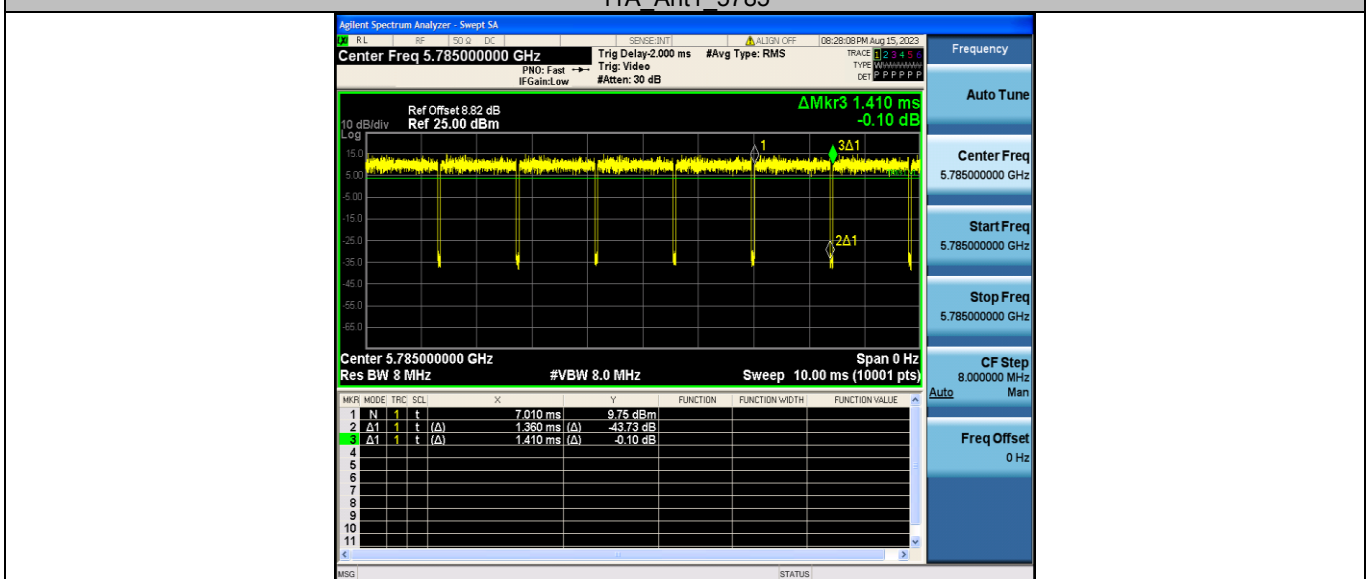 11A_Ant1_5785
Agilent Spectrum Analyzer - Swept SA
RL RF 50 Ω DC SENSE:INT ALIGN OFF 08:28:08 PM Aug 15, 2023
Center Freq 5.785000000 GHz
PNO: Fast
IFGain:Low
Trig Delay-2.000 ms
Trig: Video
#Atten: 30 dB
#Avg Type: RMS
TRACE 1 2 3 4 5 6
TYPE WWWWWW
DET P P P P P P
Ref Offset 8.82 dB
10 dB/div Ref 25.00 dBm
Log
ΔMkr3 1.410 ms
-0.10 dB
15.0
5.00
-5.00
-15.0
-25.0
-35.0
-45.0
-55.0
-65.0
1
3Δ1
2Δ1
Center 5.785000000 GHz Span 0 Hz
Res BW 8 MHz #VBW 8.0 MHz Sweep 10.00 ms (10001 pts)
MKR MODE TRC SCL X Y FUNCTION FUNCTION WIDTH FUNCTION VALUE
1 N 1 t 7.010 ms 9.75 dBm
2 Δ1 1 t (Δ) 1.360 ms (Δ) -43.73 dB
3 Δ1 1 t (Δ) 1.410 ms (Δ) -0.10 dB
4
5
6
7
8
9
10
11
MSG STATUS
Frequency
Auto Tune
Center Freq
5.785000000 GHz
Start Freq
5.785000000 GHz
Stop Freq
5.785000000 GHz
CF Step
8.000000 MHz
Auto Man
Freq Offset
0 Hz